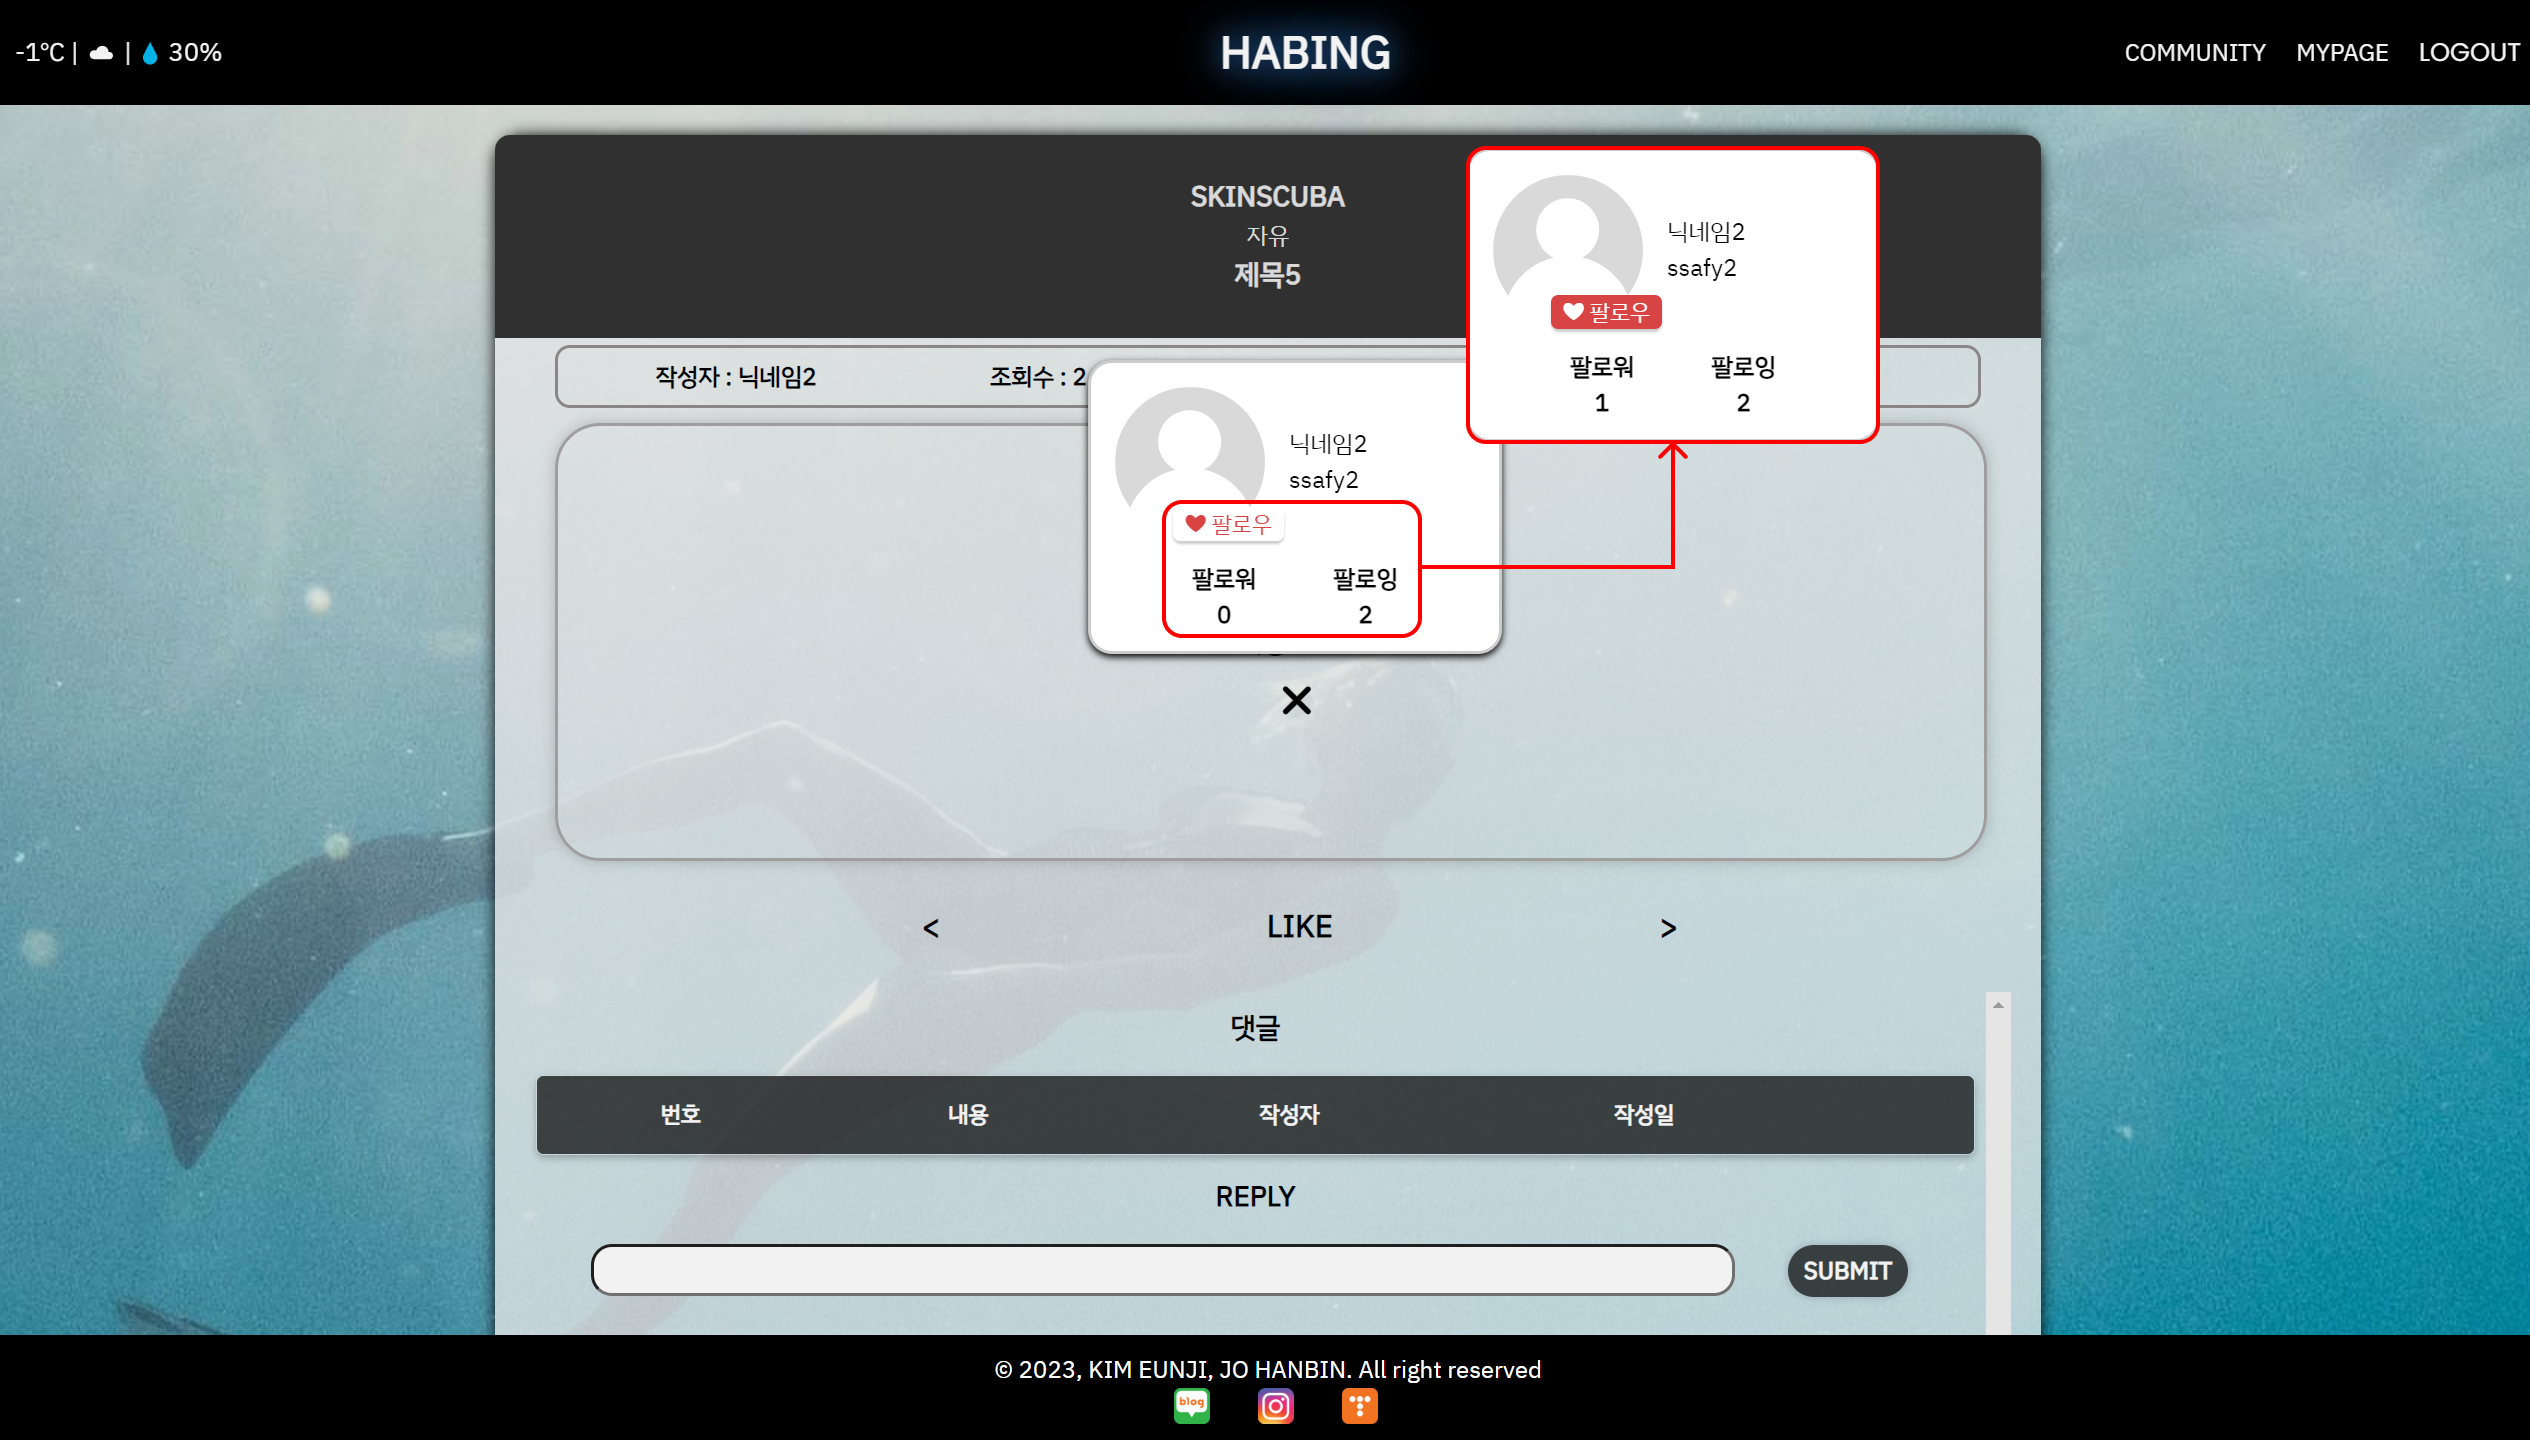 -1°C | | 30%
HABING
COMMUNITY MYPAGE LOGOUT
SKINSCUBA
자유
제목5
닉네임2
ssafy2
팔로우
팔로워 팔로잉
1 2
작성자 : 닉네임2 조회수 : 2
닉네임2
ssafy2
팔로우
팔로워 팔로잉
0 2
< LIKE >
댓글
번호 내용 작성자 작성일
REPLY
SUBMIT
© 2023, KIM EUNJI, JO HANBIN. All right reserved
blog